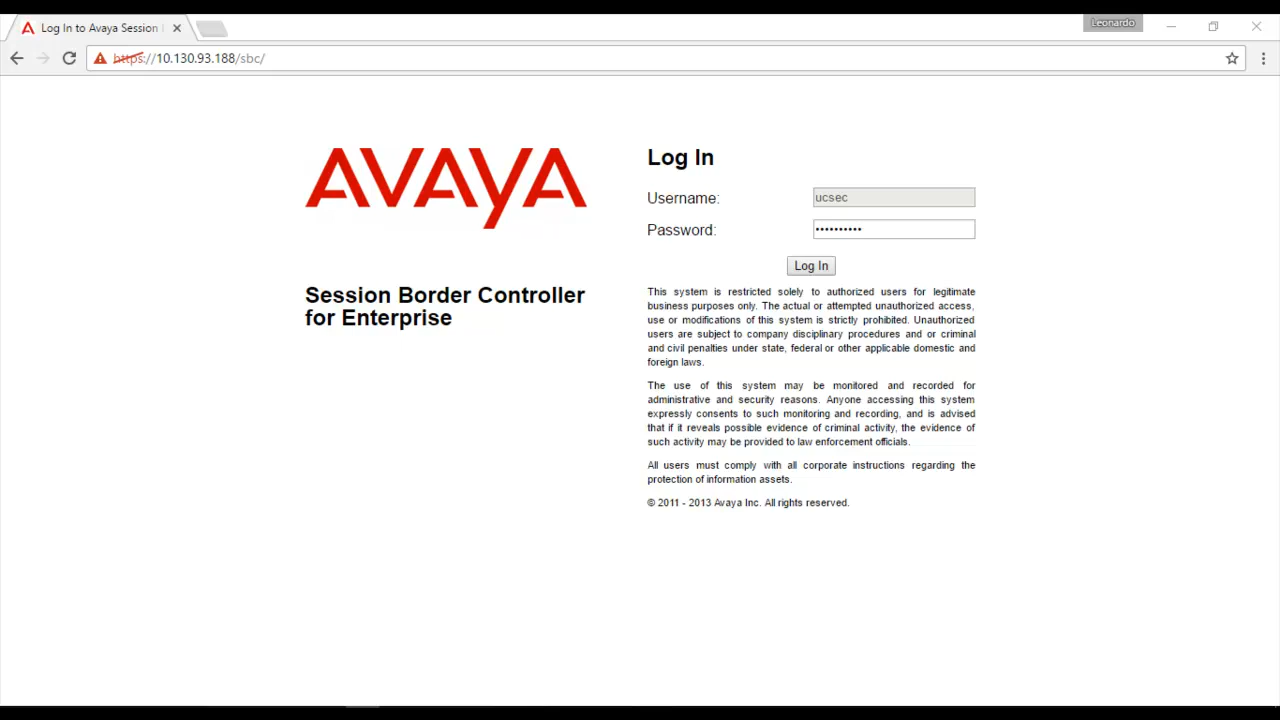 Log In to Avaya Session
Leonardo
https://10.130.93.188/sbc/
AVAYA
Session Border Controller
for Enterprise
Log In
Username:
ucsec
Password:
••••••••••
Log In
This system is restricted solely to authorized users for legitimate
business purposes only. The actual or attempted unauthorized access,
use or modifications of this system is strictly prohibited. Unauthorized
users are subject to company disciplinary procedures and or criminal
and civil penalties under state, federal or other applicable domestic and
foreign laws.
The use of this system may be monitored and recorded for
administrative and security reasons. Anyone accessing this system
expressly consents to such monitoring and recording, and is advised
that if it reveals possible evidence of criminal activity, the evidence of
such activity may be provided to law enforcement officials.
All users must comply with all corporate instructions regarding the
protection of information assets.
© 2011 - 2013 Avaya Inc. All rights reserved.